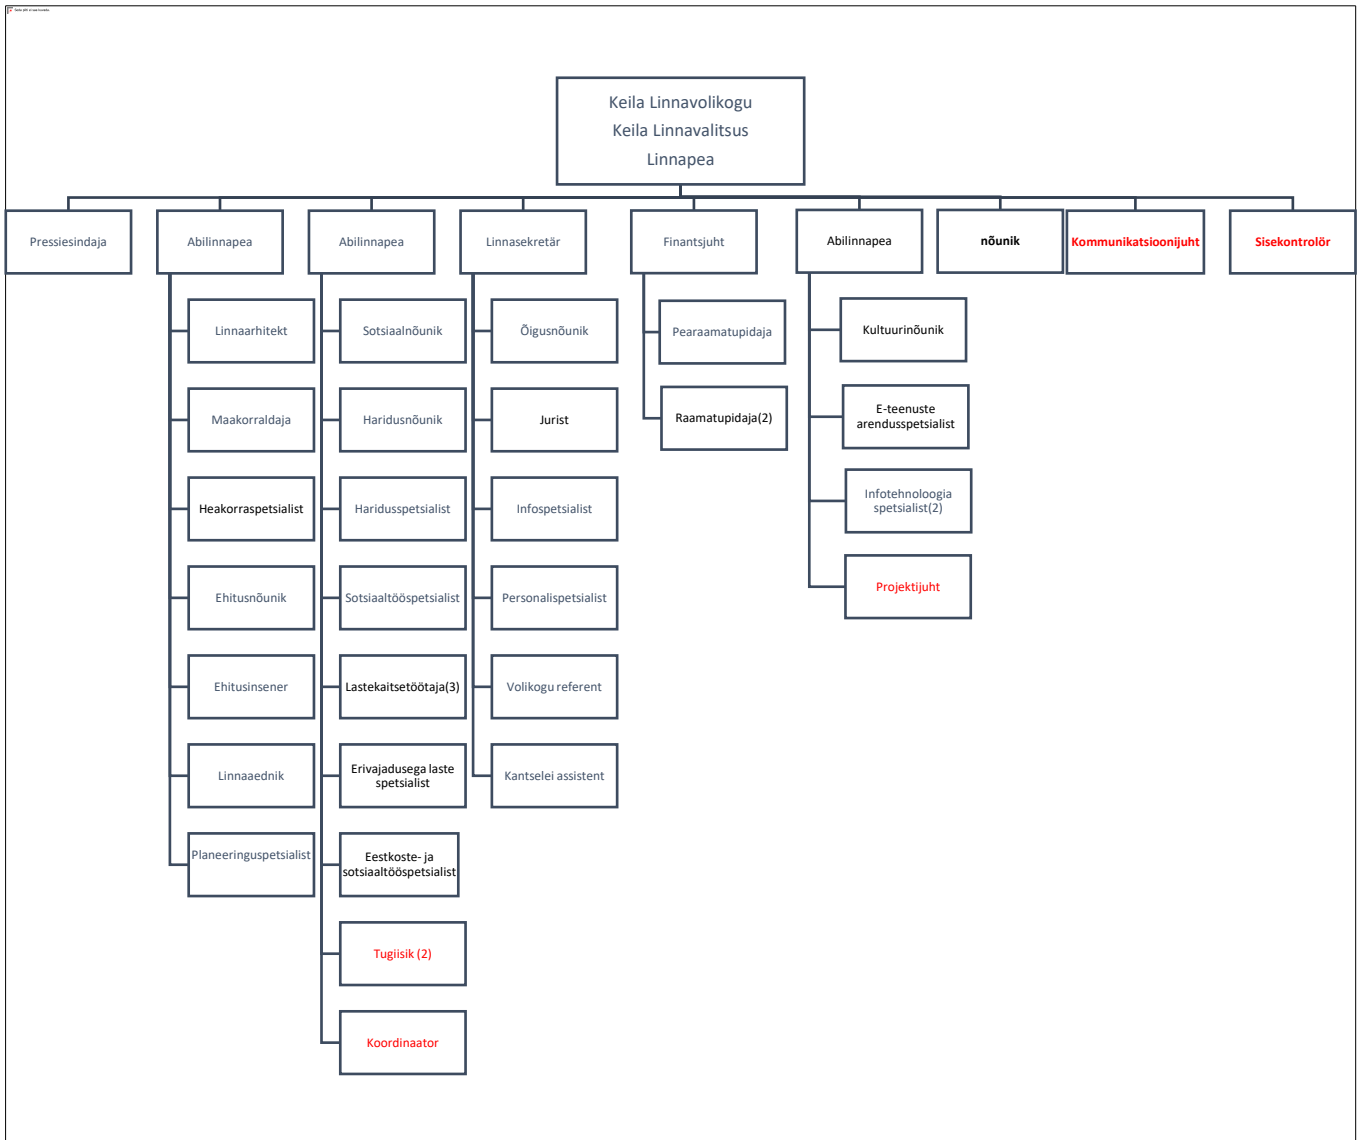 Keila Linnavolikogu
Keila Linnavalitsus
Linnapea
Pressiesindaja
Abilinnapea
Abilinnapea
Linnasekretär
Finantsjuht
Abilinnapea
nõunik
Kommunikatsioonijuht
Sisekontrolör
Linnaarhitekt
Maakorraldaja
Heakorraspetsialist
Ehitusnõunik
Ehitusinsener
Linnaaednik
Planeeringuspetsialist
Sotsiaalnõunik
Haridusnõunik
Haridusspetsialist
Sotsiaaltööspetsialist
Lastekaitsetöötaja(3)
Erivajadusega laste
spetsialist
Eestkoste- ja
sotsiaaltööspetsialist
Tugiisik (2)
Koordinaator
Õigusnõunik
Jurist
Infospetsialist
Personalispetsialist
Volikogu referent
Kantselei assistent
Pearaamatupidaja
Raamatupidaja(2)
Kultuurinõunik
E-teenuste
arendusspetsialist
Infotehnoloogia
spetsialist(2)
Projektijuht